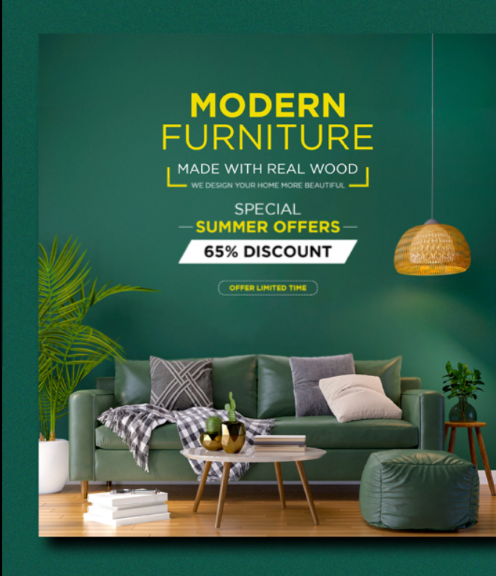 MODERN
FURNITURE
MADE WITH REAL WOOD
WE DESIGN YOUR HOME MORE BEAUTIFUL
SPECIAL
SUMMER OFFERS
65% DISCOUNT
OFFER LIMITED TIME